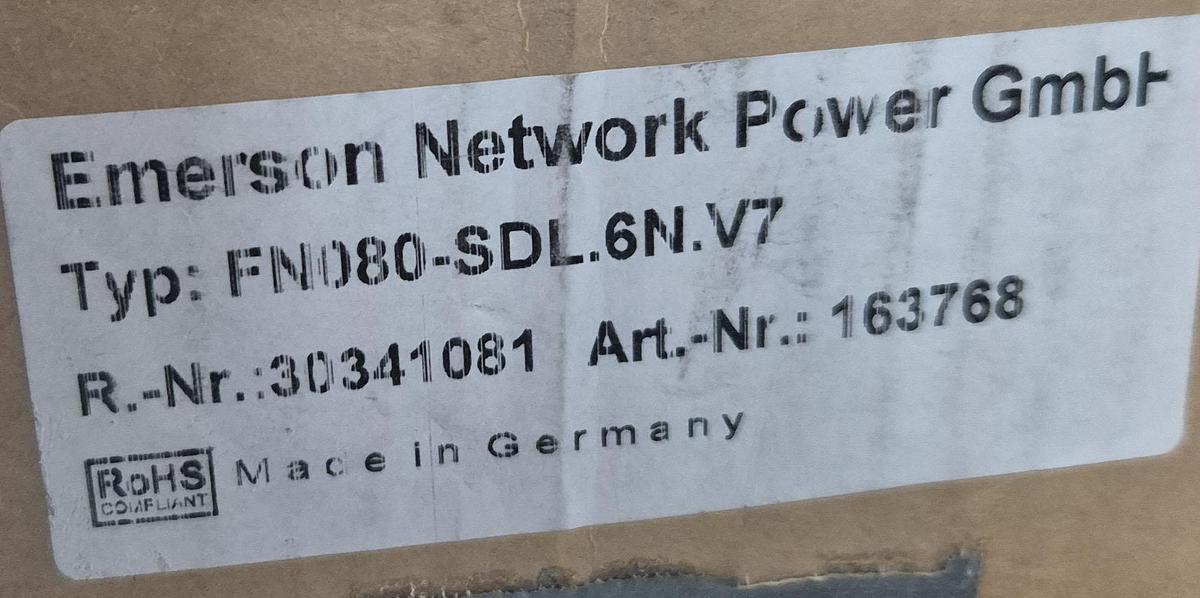 Emerson Network Power GmbH
Typ: FN080-SDL.6N.V7
R.-Nr.:30341081 Art.-Nr.: 163768
RoHS
COMPLIANT
Made in Germany